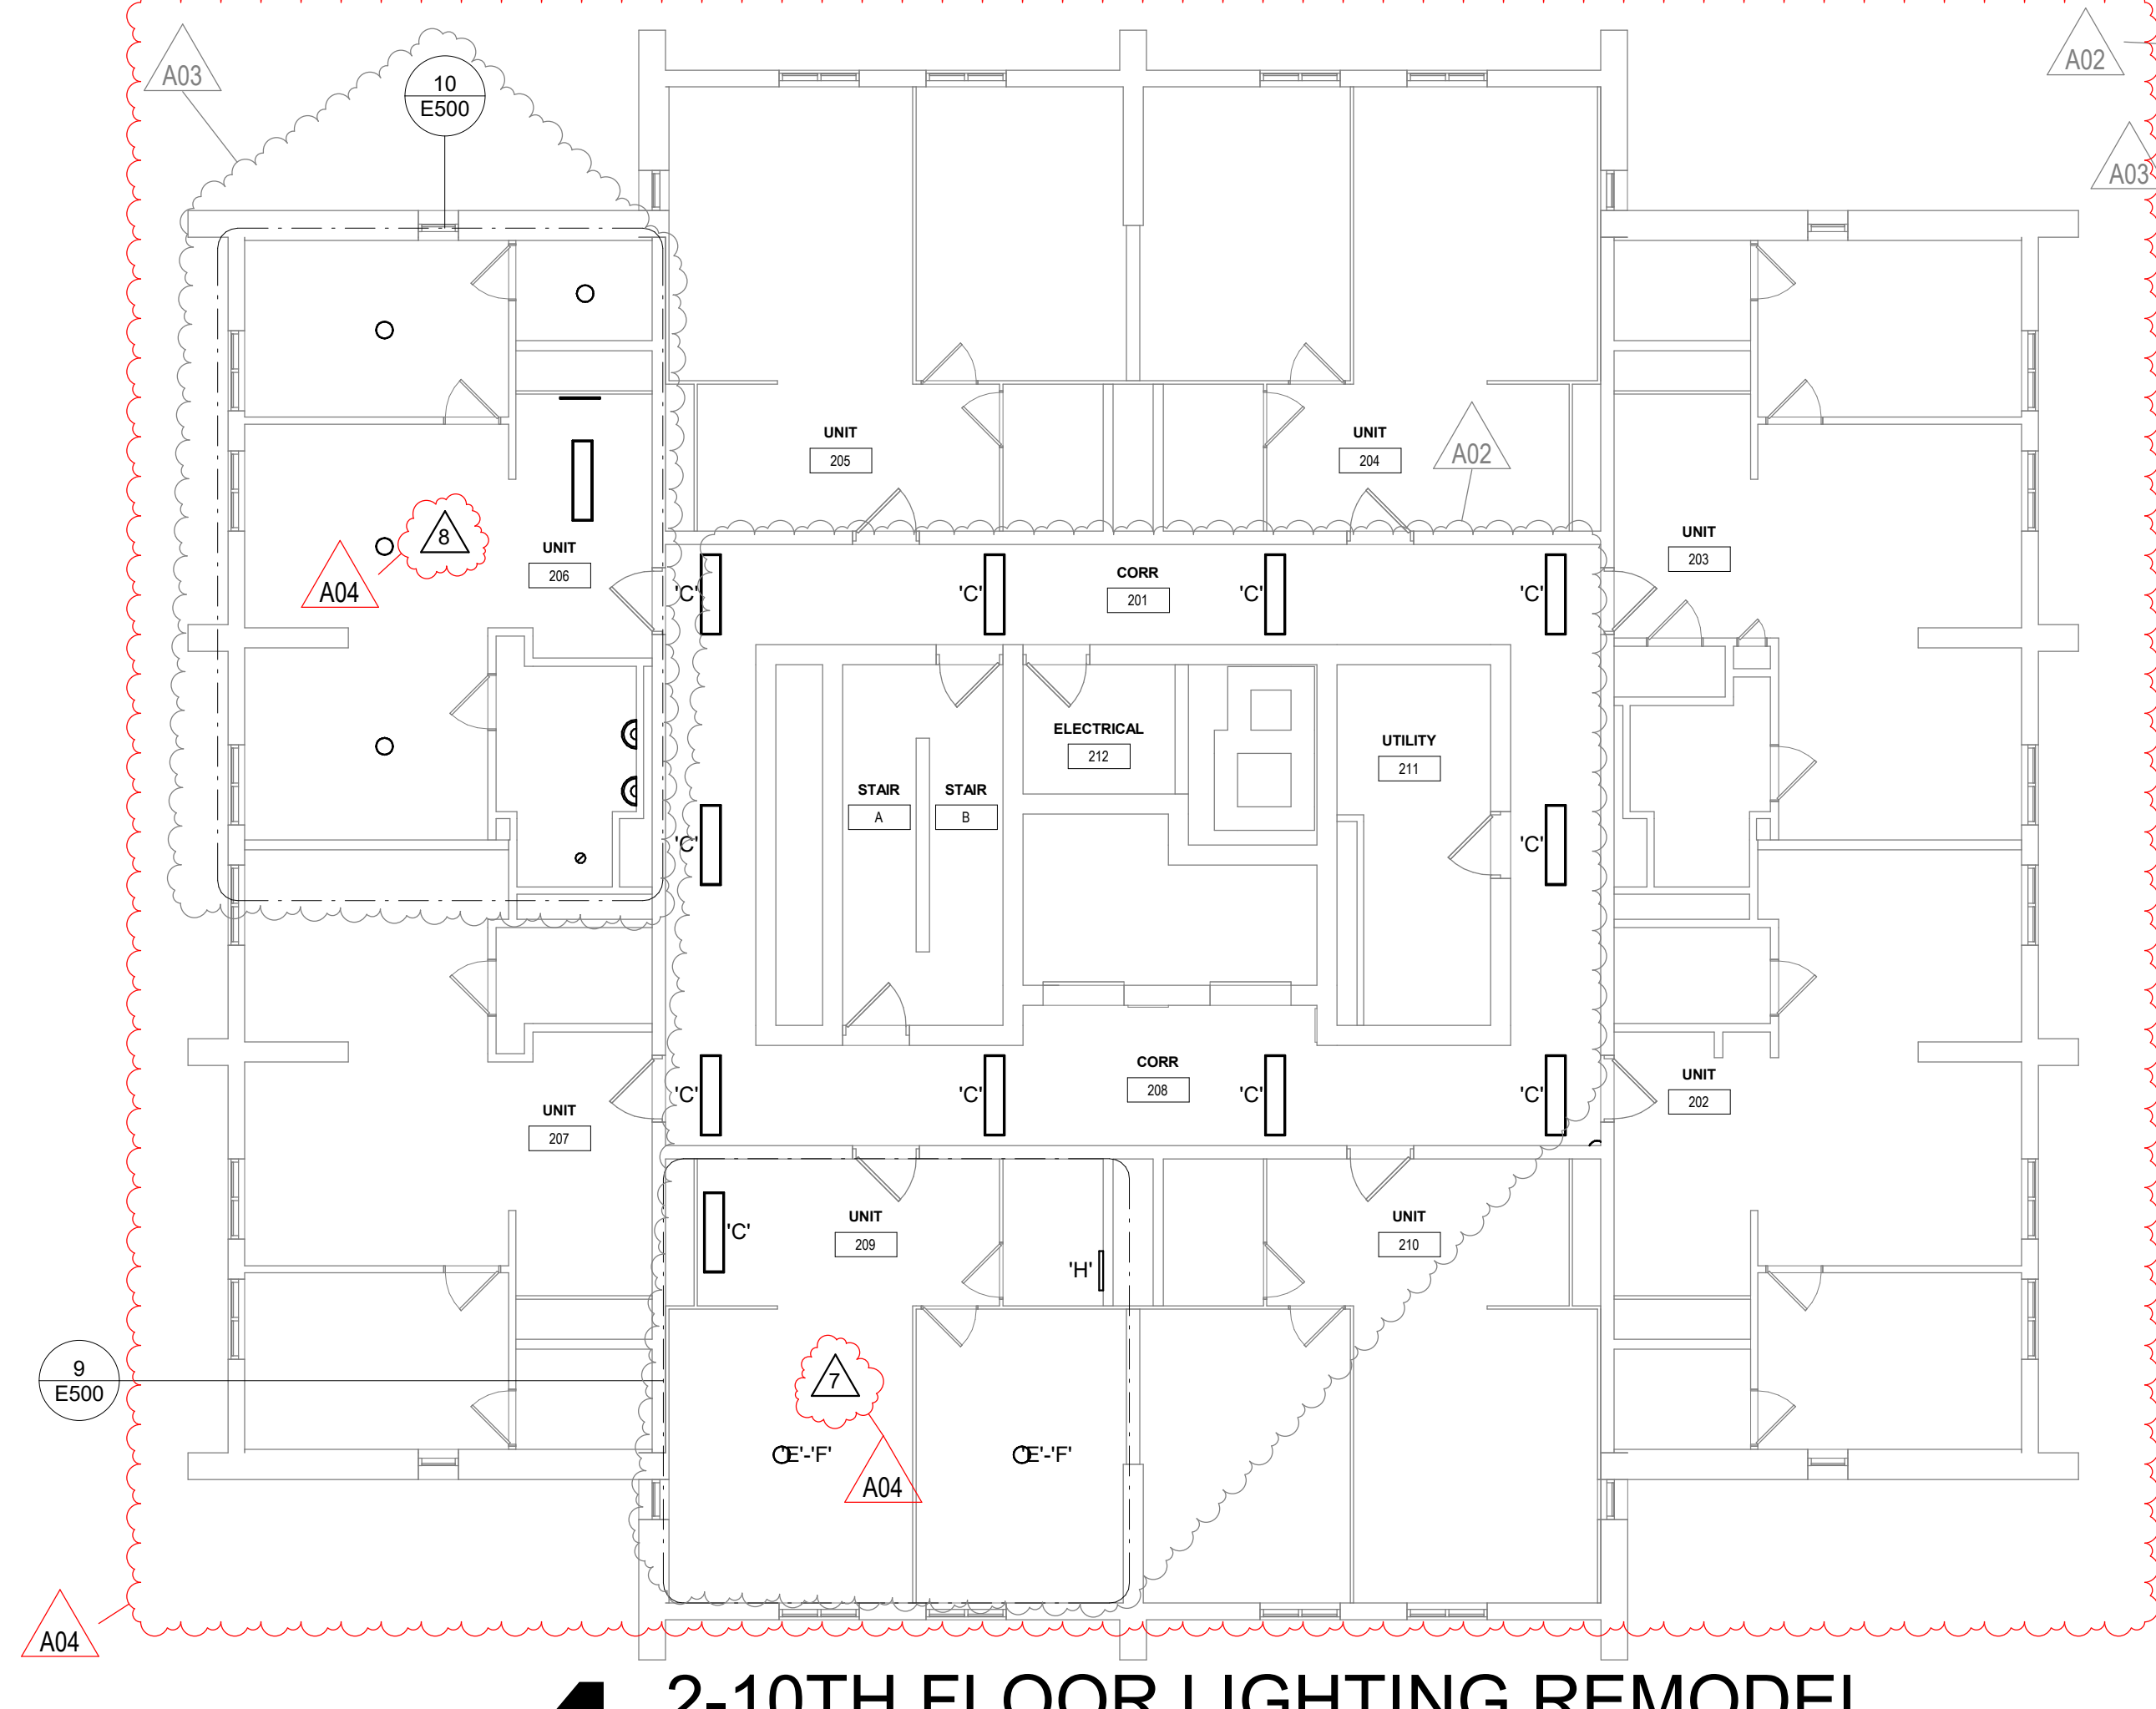 A03
10
E500
A02
A03
UNIT
205
UNIT
204
A02
8
A04
UNIT
206
UNIT
203
'C'
'C'
CORR
201
'C'
'C'
ELECTRICAL
212
UTILITY
211
STAIR
A
STAIR
B
'C'
'C'
CORR
208
'C'
'C'
'C'
'C'
UNIT
207
UNIT
202
'C'
UNIT
209
'H'
UNIT
210
9
E500
7
'E'-'F'
'E'-'F'
A04
A04
2-10TH FLOOR LIGHTING REMODEL